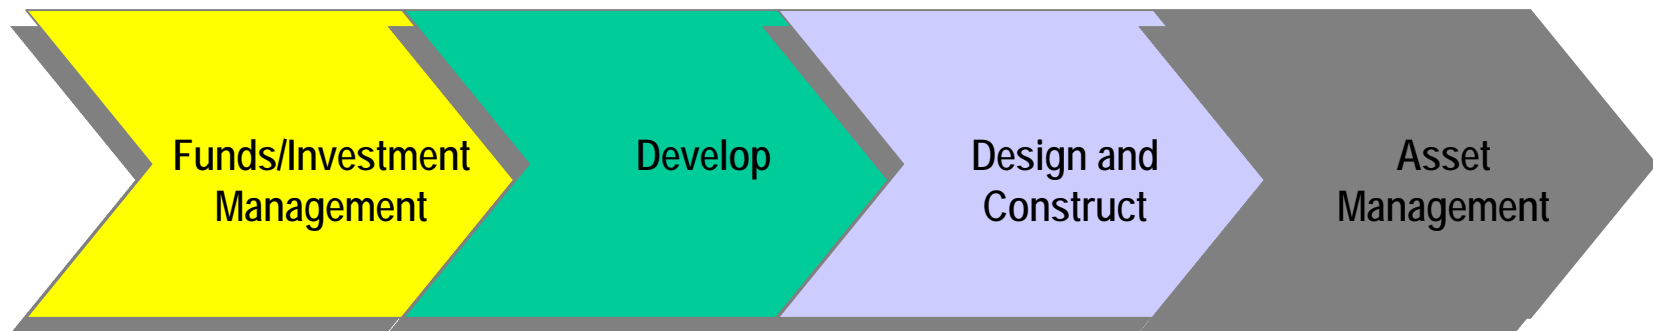 Funds/Investment
Management
Develop
Design and
Construct
Asset
Management